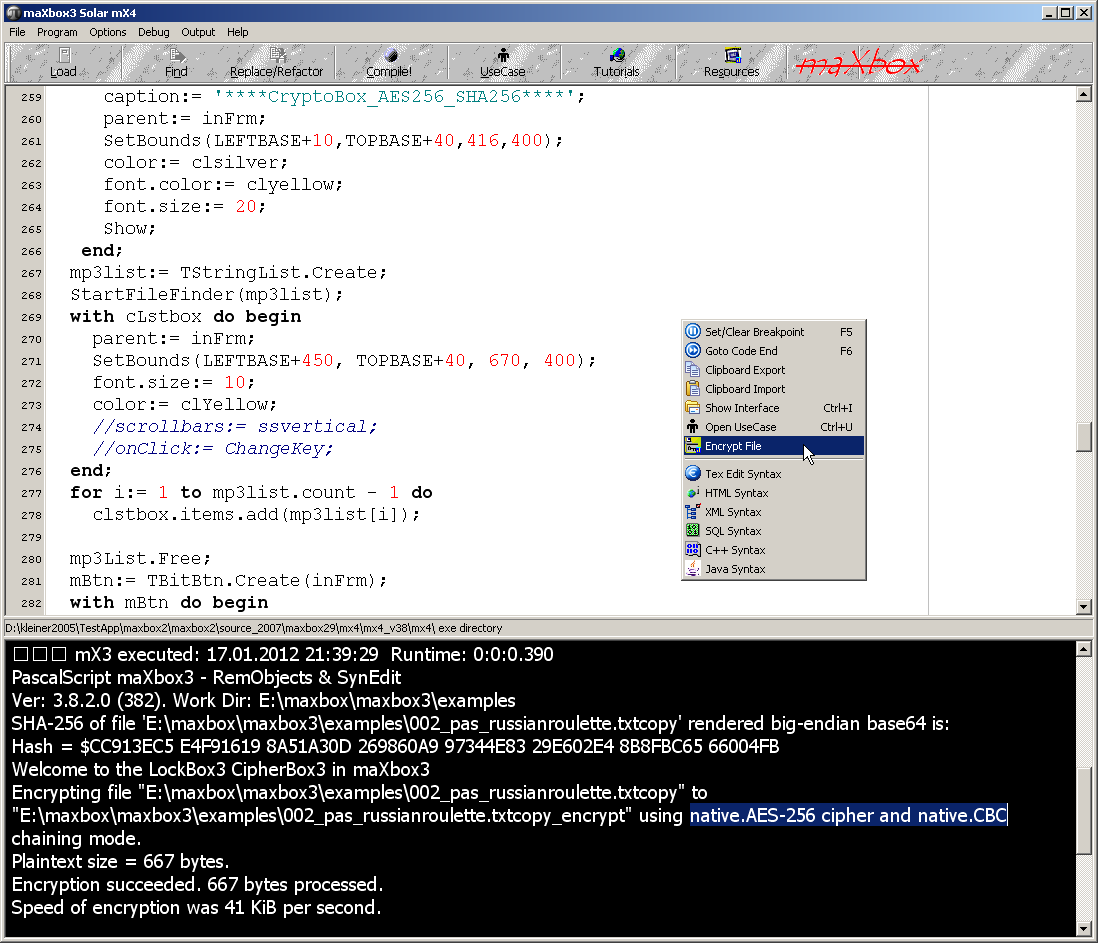 maXbox3 Solar mX4
File Program Options Debug Output Help
Load Find Replace/Refactor Compile! UseCase Tutorials Resources maXbox
259 caption:= '****CryptoBox_AES256_SHA256****';
260 parent:= inFrm;
261 SetBounds(LEFTBASE+10,TOPBASE+40,416,400);
262 color:= clsilver;
263 font.color:= clyellow;
264 font.size:= 20;
265 Show;
266 end;
267 mp3list:= TStringList.Create;
268 StartFileFinder(mp3list);
269 with cLstbox do begin
270 parent:= inFrm;
271 SetBounds(LEFTBASE+450, TOPBASE+40, 670, 400);
272 font.size:= 10;
273 color:= clYellow;
274 //scrollbars:= ssvertical;
275 //onClick:= ChangeKey;
276 end;
277 for i:= 1 to mp3list.count - 1 do
278 clstbox.items.add(mp3list[i]);
279
280 mp3List.Free;
281 mBtn:= TBitBtn.Create(inFrm);
282 with mBtn do begin
Set/Clear Breakpoint F5
Goto Code End F6
Clipboard Export
Clipboard Import
Show Interface Ctrl+I
Open UseCase Ctrl+U
Encrypt File
Tex Edit Syntax
HTML Syntax
XML Syntax
SQL Syntax
C++ Syntax
Java Syntax
D:\kleiner2005\TestApp\maxbox2\maxbox2\source_2007\maxbox29\mx4\mx4_v38\mx4\ exe directory
□□□ mX3 executed: 17.01.2012 21:39:29 Runtime: 0:0:0.390
PascalScript maXbox3 - RemObjects & SynEdit
Ver: 3.8.2.0 (382). Work Dir: E:\maxbox\maxbox3\examples
SHA-256 of file 'E:\maxbox\maxbox3\examples\002_pas_russianroulette.txtcopy' rendered big-endian base64 is:
Hash = $CC913EC5 E4F91619 8A51A30D 269860A9 97344E83 29E602E4 8B8FBC65 66004FB
Welcome to the LockBox3 CipherBox3 in maXbox3
Encrypting file "E:\maxbox\maxbox3\examples\002_pas_russianroulette.txtcopy" to
"E:\maxbox\maxbox3\examples\002_pas_russianroulette.txtcopy_encrypt" using native.AES-256 cipher and native.CBC
chaining mode.
Plaintext size = 667 bytes.
Encryption succeeded. 667 bytes processed.
Speed of encryption was 41 KiB per second.